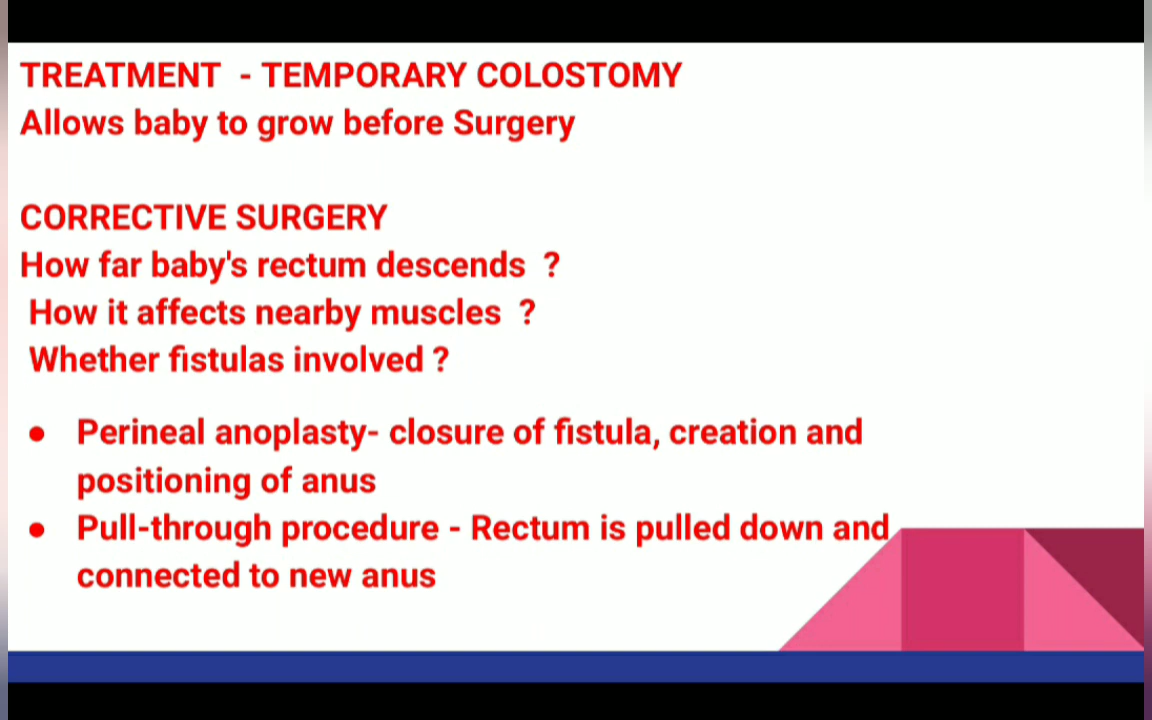 TREATMENT - TEMPORARY COLOSTOMY
Allows baby to grow before Surgery
CORRECTIVE SURGERY
How far baby's rectum descends ?
How it affects nearby muscles ?
Whether fistulas involved ?
● Perineal anoplasty- closure of fistula, creation and
positioning of anus
● Pull-through procedure - Rectum is pulled down and
connected to new anus